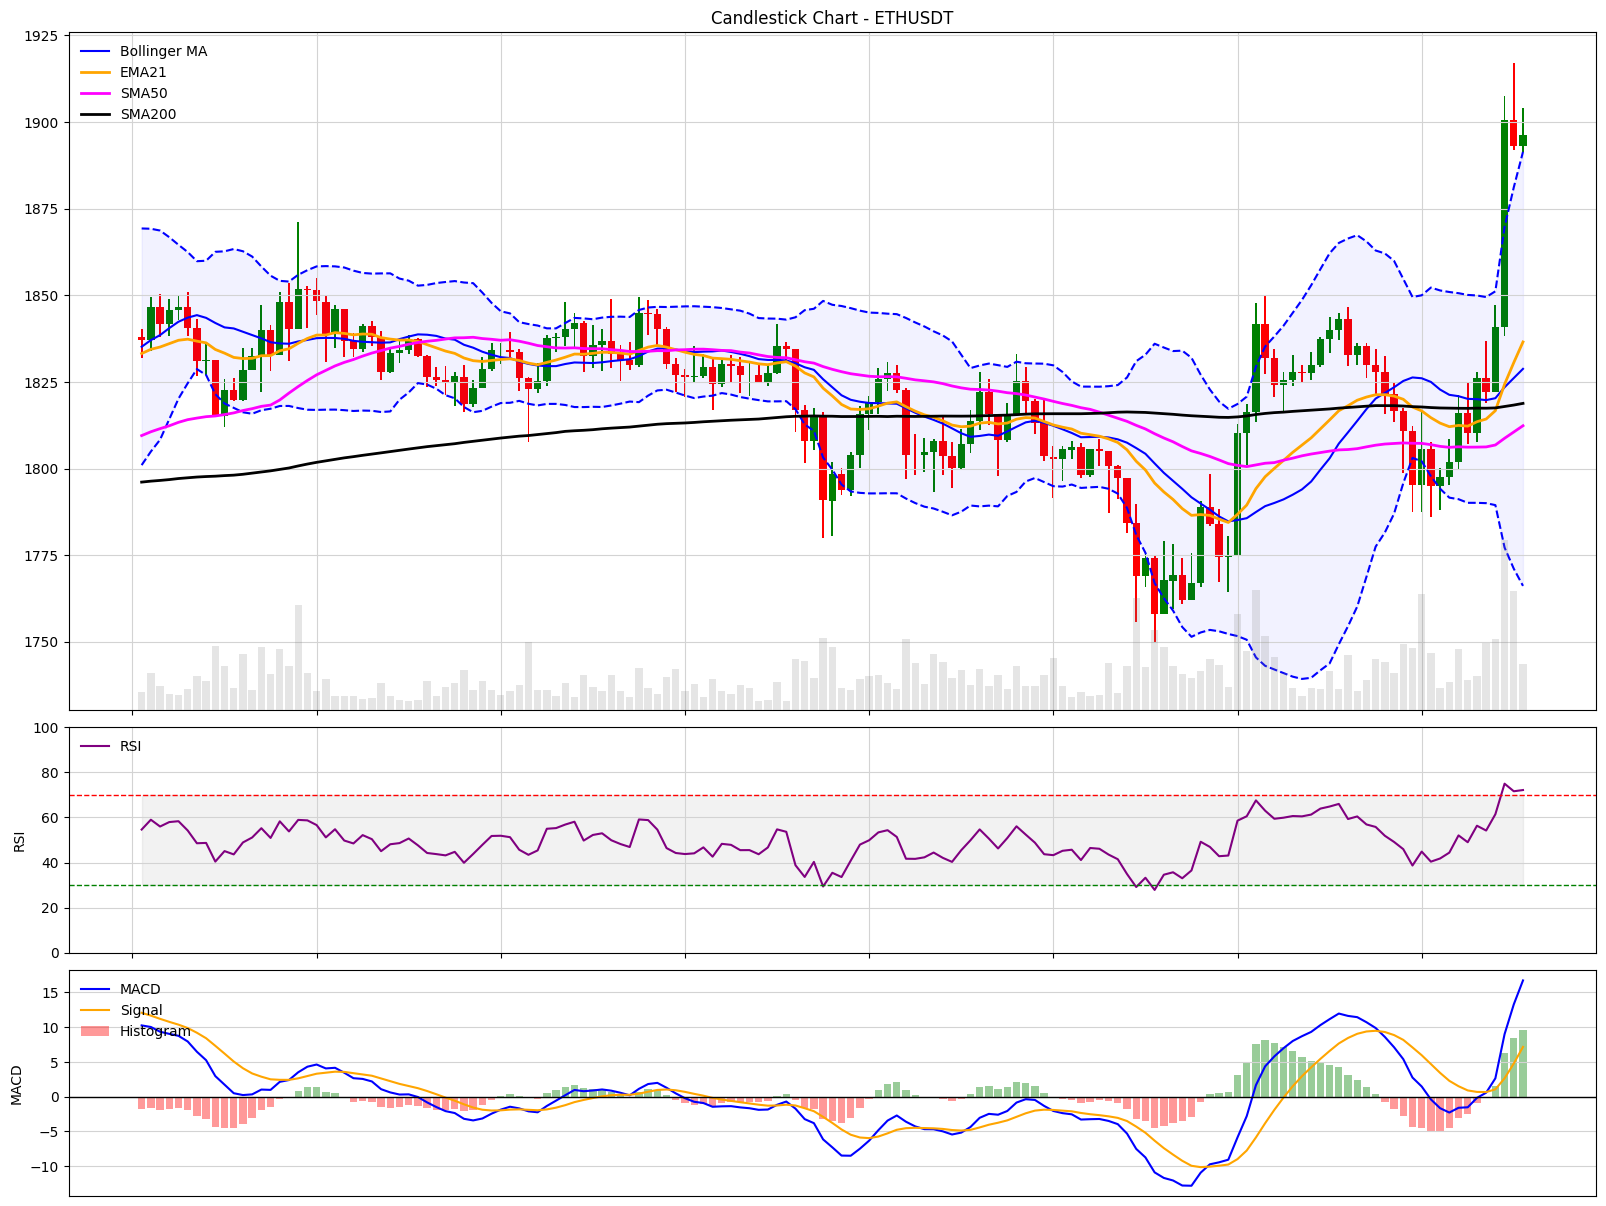 Candlestick Chart - ETHUSDT
1925
1900
1875
1850
1825
1800
1775
1750
Bollinger MA
EMA21
SMA50
SMA200
100
80
60
40
20
0
RSI
RSI
15
10
5
0
−5
−10
MACD
MACD
Signal
Histogram